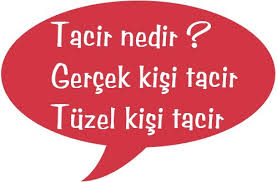 Tacir nedir ?
Gerçek kişi tacir
Tüzel kişi tacir